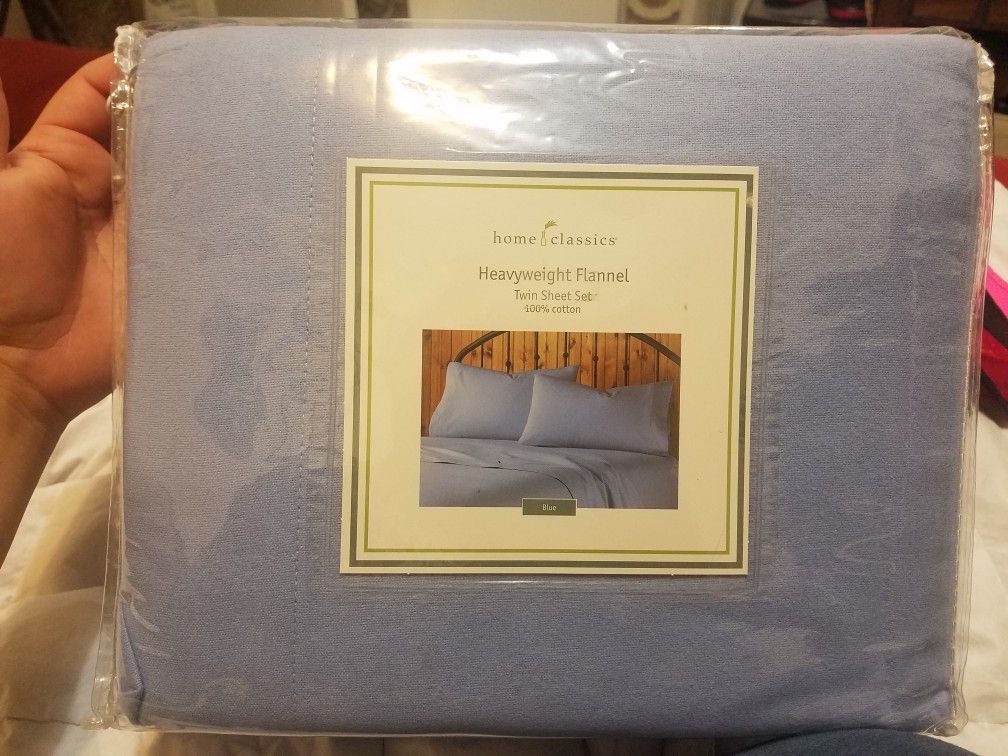 home classics®
Heavyweight Flannel
Twin Sheet Set
100% cotton
Blue